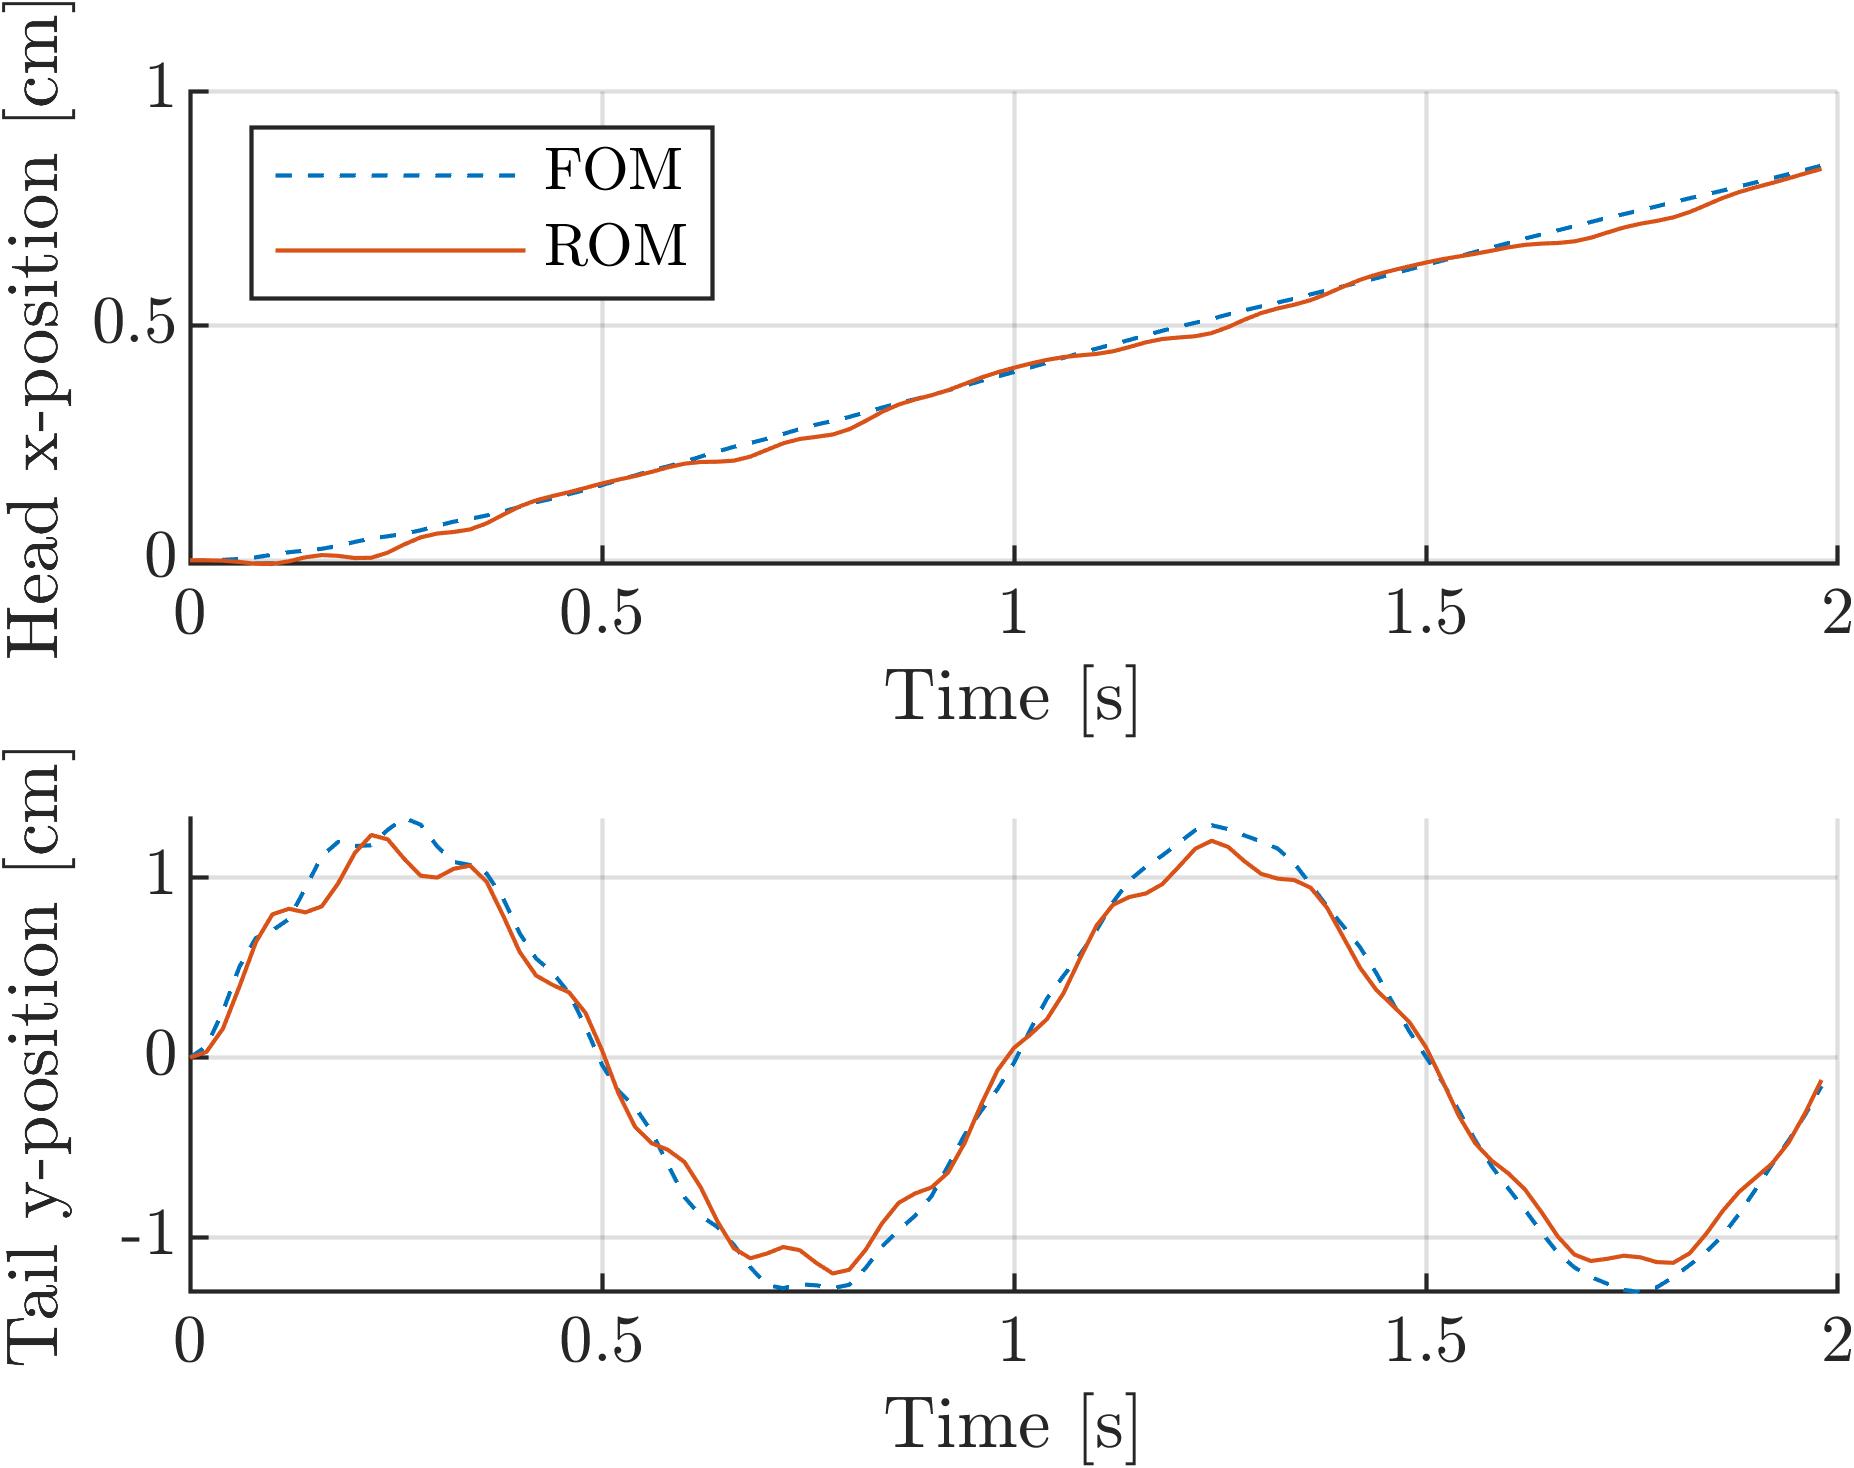 Head x-position [cm]
1
0.5
0
FOM
ROM
0 0.5 1 1.5 2
Time [s]
Tail y-position [cm]
1
0
-1
0 0.5 1 1.5 2
Time [s]